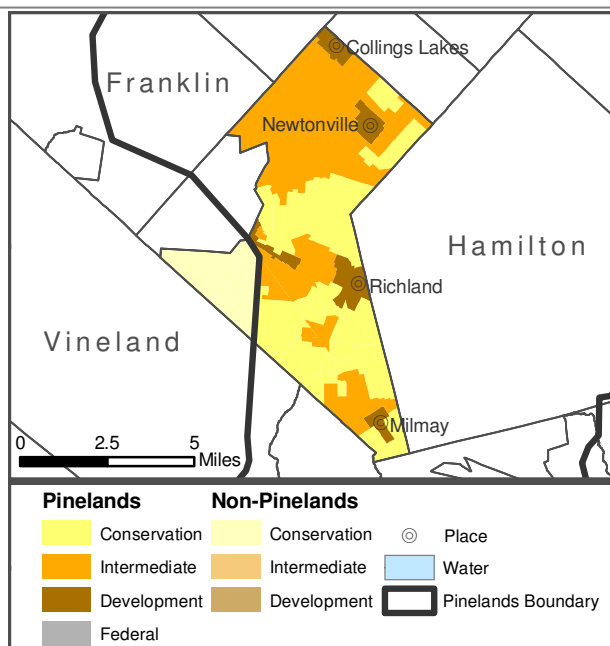 Collings Lakes
Franklin
Newtonville
Hamilton
Richland
Vineland
Milmay
0 2.5 5
Miles
Pinelands Non-Pinelands
Conservation Conservation Place
Intermediate Intermediate Water
Development Development Pinelands Boundary
Federal